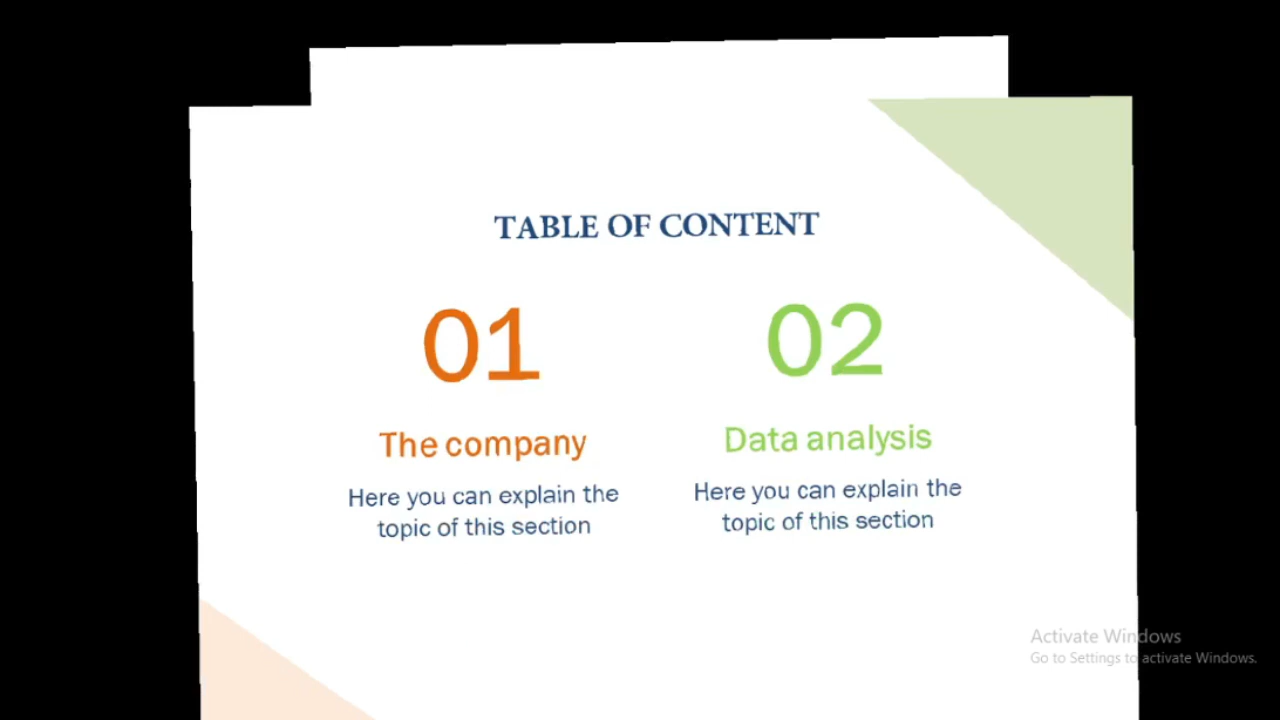 TABLE OF CONTENT
01
02
The company
Data analysis
Here you can explain the
topic of this section
Here you can explain the
topic of this section
Activate Windows
Go to Settings to activate Windows.